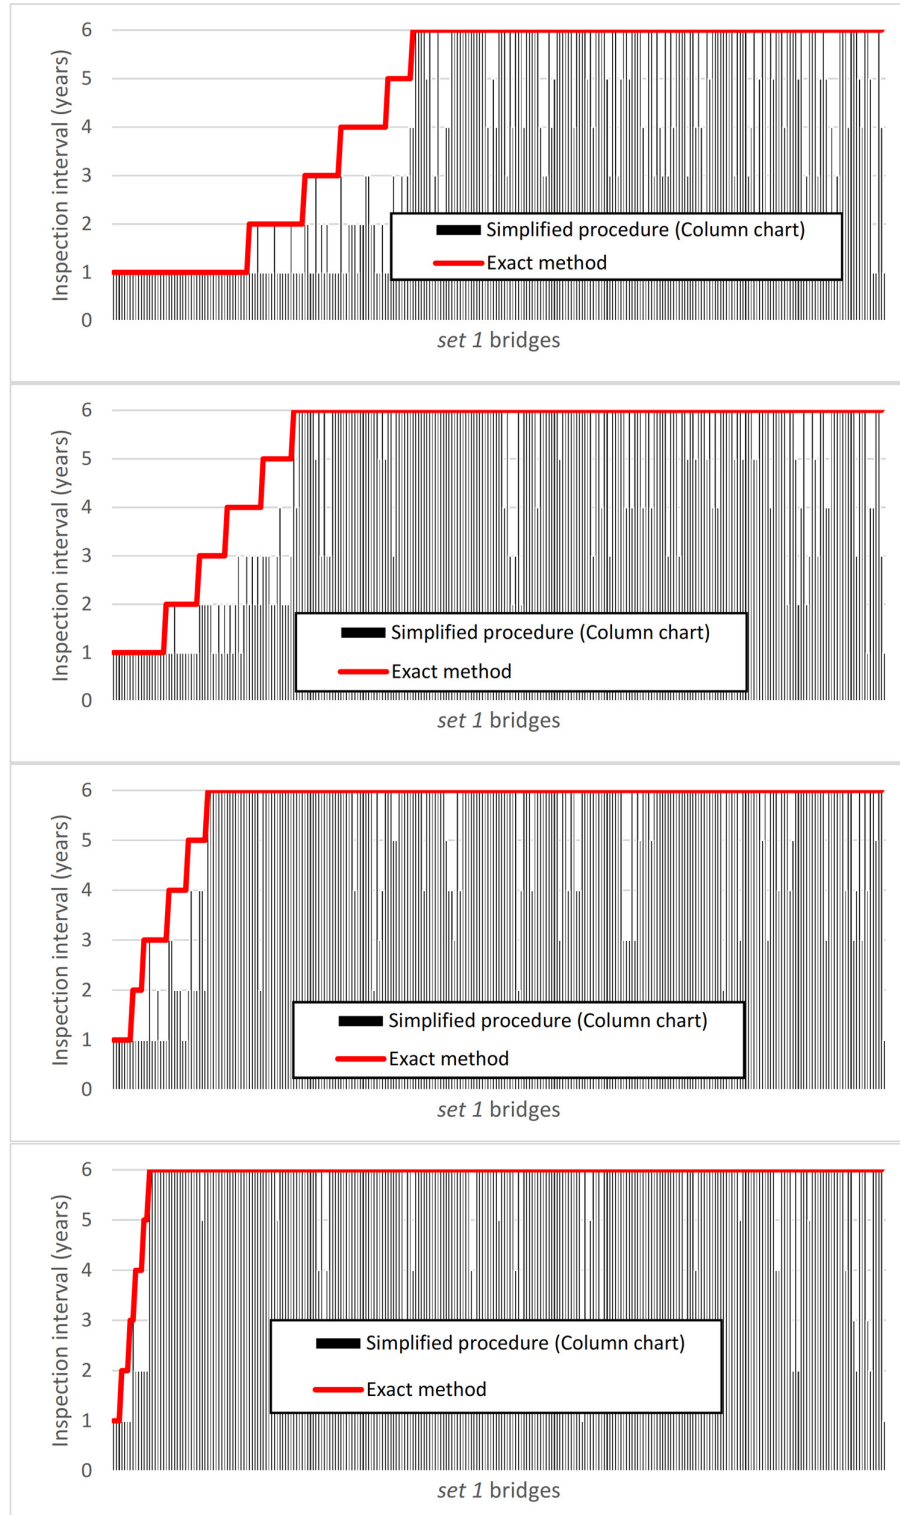 Inspection interval (years)
6
5
4
3
2
1
0
Simplified procedure (Column chart)
Exact method
set 1 bridges
Inspection interval (years)
6
5
4
3
2
1
0
Simplified procedure (Column chart)
Exact method
set 1 bridges
Inspection interval (years)
6
5
4
3
2
1
0
Simplified procedure (Column chart)
Exact method
set 1 bridges
Inspection interval (years)
6
5
4
3
2
1
0
Simplified procedure (Column chart)
Exact method
set 1 bridges